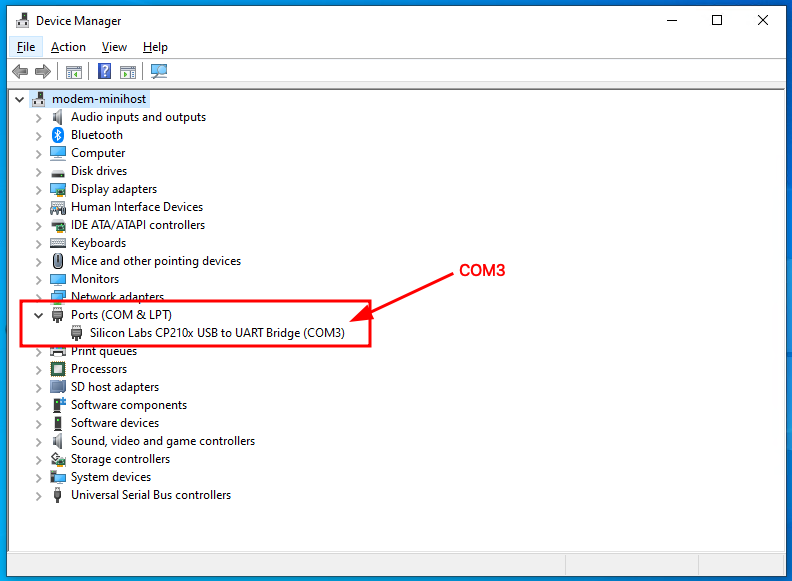 Device Manager
File Action View Help
modem-minihost
Audio inputs and outputs
Bluetooth
Computer
Disk drives
Display adapters
Human Interface Devices
IDE ATA/ATAPI controllers
Keyboards
Mice and other pointing devices
COM3
Monitors
Network adapters
Ports (COM & LPT)
Silicon Labs CP210x USB to UART Bridge (COM3)
Print queues
Processors
SD host adapters
Software components
Software devices
Sound, video and game controllers
Storage controllers
System devices
Universal Serial Bus controllers